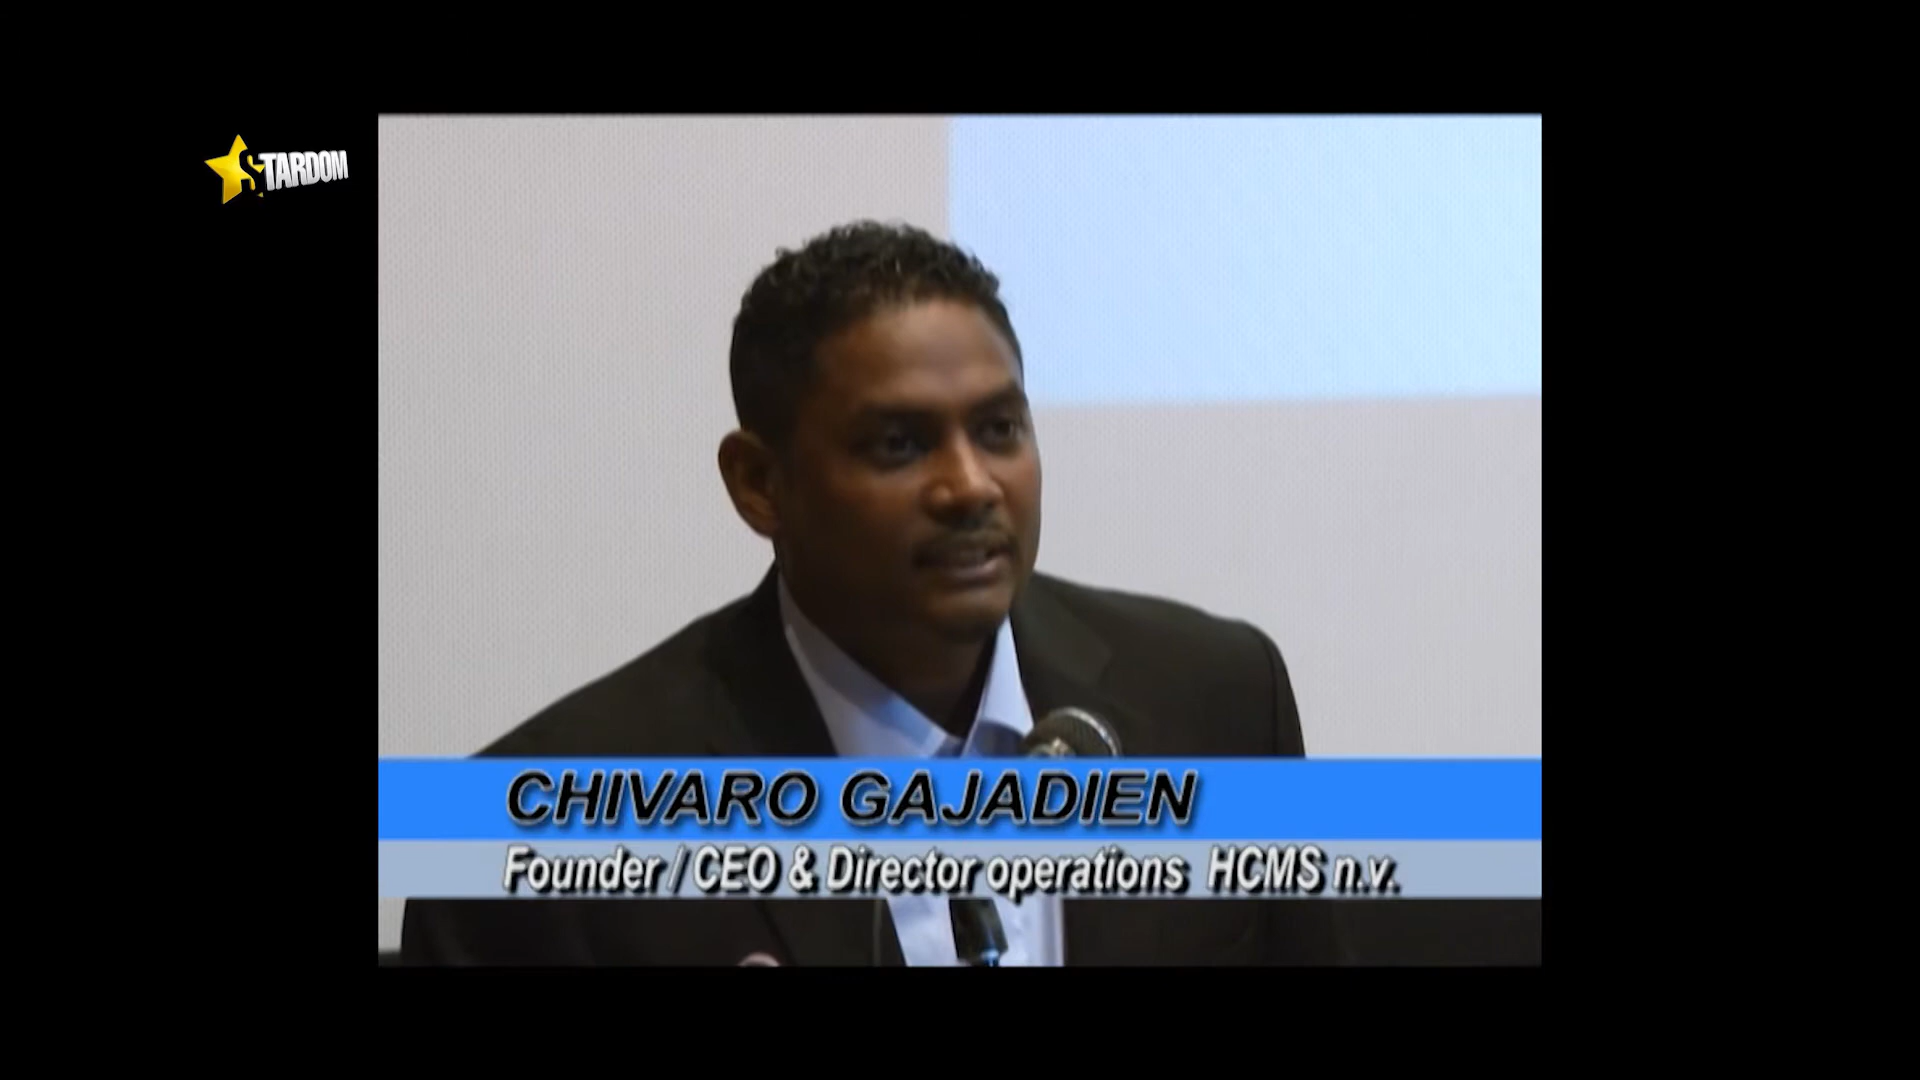 STARDOM
CHIVARO GAJADIEN
Founder / CEO & Director operations HCMS n.v.